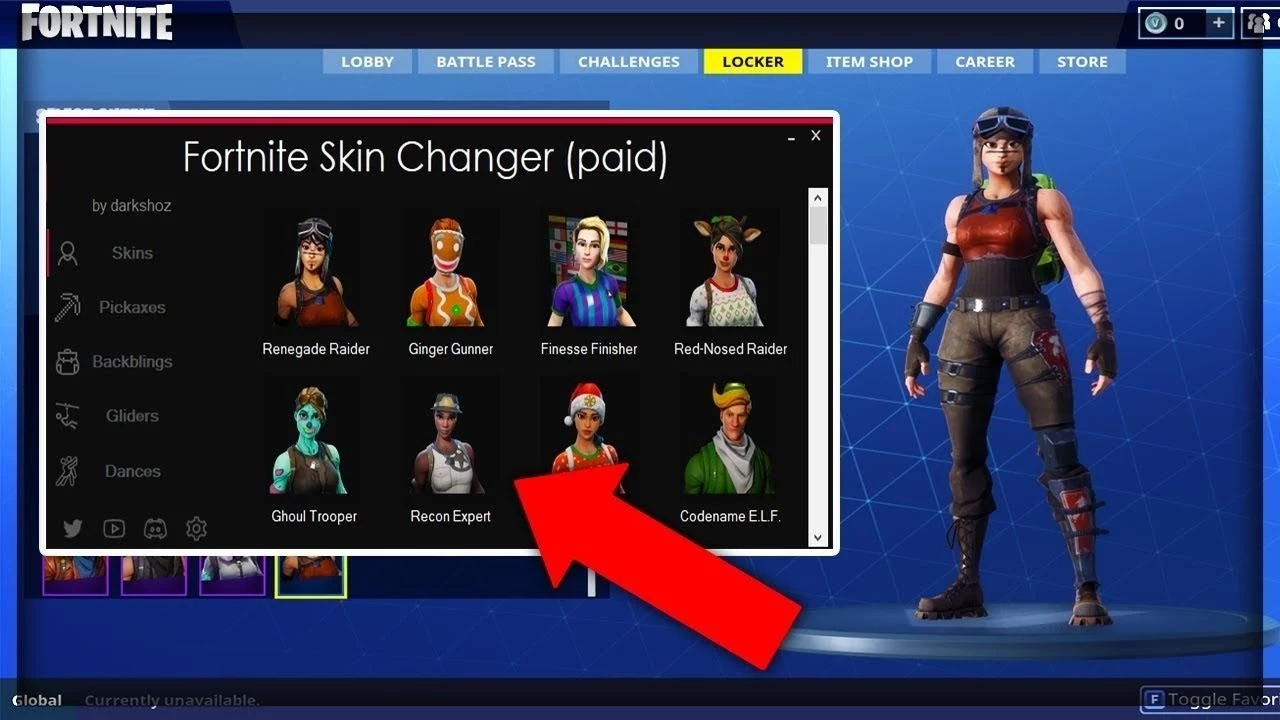 FORTNITE
0 +
LOBBY BATTLE PASS CHALLENGES LOCKER ITEM SHOP CAREER STORE
Fortnite Skin Changer (paid)
by darkshoz
Skins
Pickaxes
Backblings
Gliders
Dances
Renegade Raider Ginger Gunner Finesse Finisher Red-Nosed Raider
Ghoul Trooper Recon Expert Codename E.L.F.
Global Currently unavailable.
F Toggle Favor